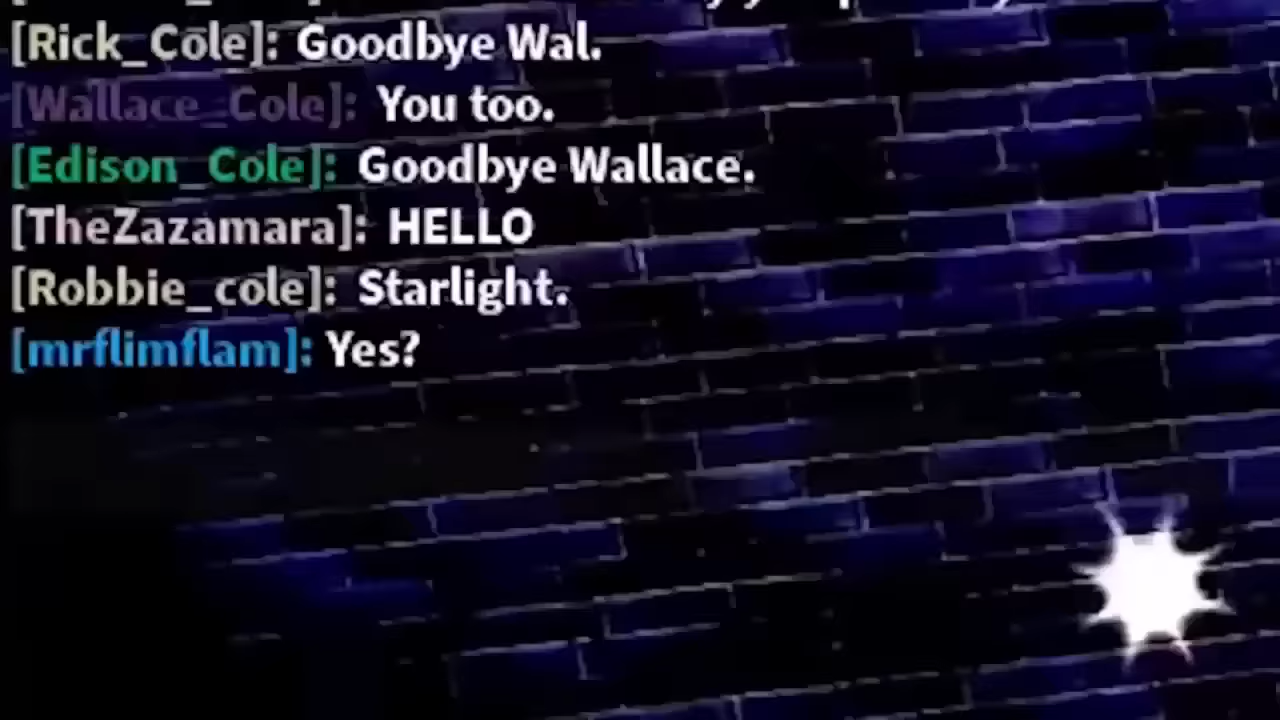 [Rick_Cole]: Goodbye Wal.
[Wallace_Cole]: You too.
[Edison_Cole]: Goodbye Wallace.
[TheZazamara]: HELLO
[Robbie_cole]: Starlight.
[mrflimflam]: Yes?